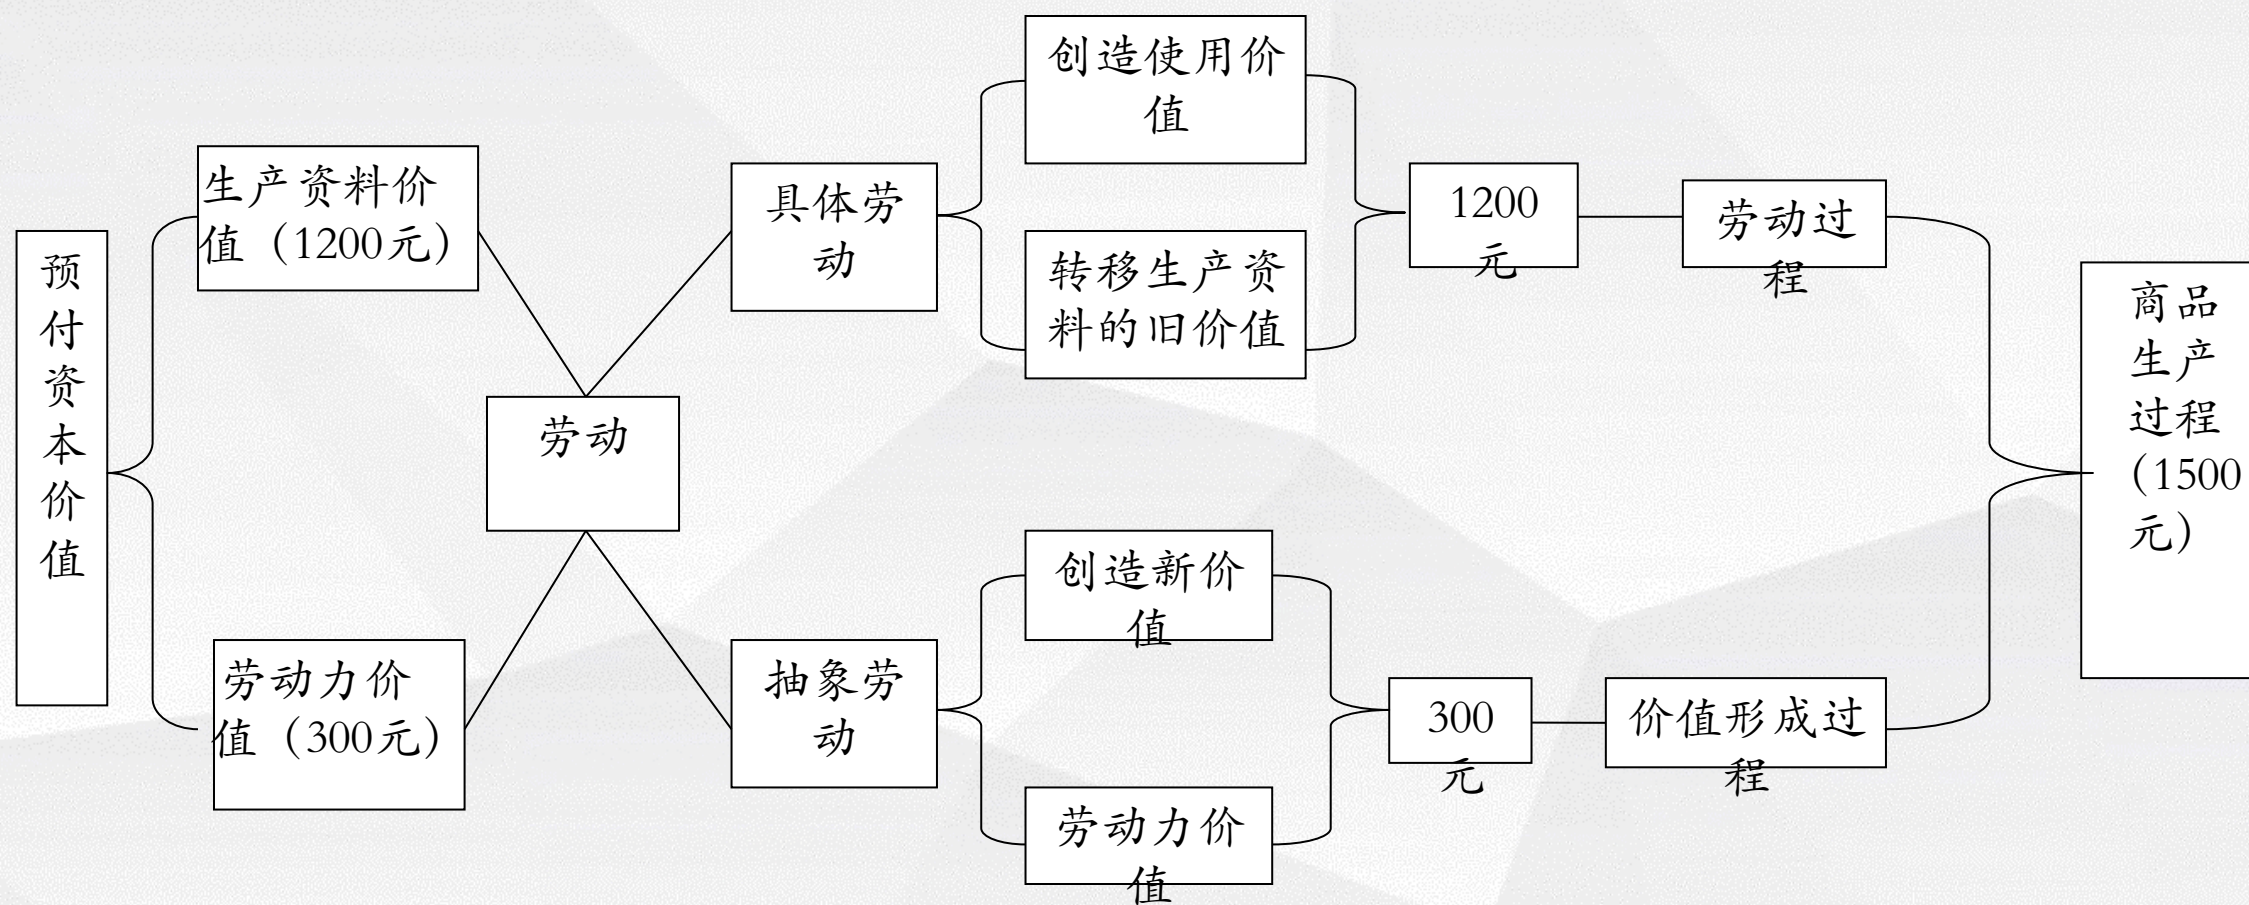 预
付
资
本
价
值
生产资料价
值（1200元）
劳动力价
值（300元）
劳动
具体劳
动
抽象劳
动
创造使用价
值
转移生产资
料的旧价值
创造新价
值
劳动力价
值
1200
元
300
元
劳动过
程
价值形成过
程
商品
生产
过程
（1500
元）